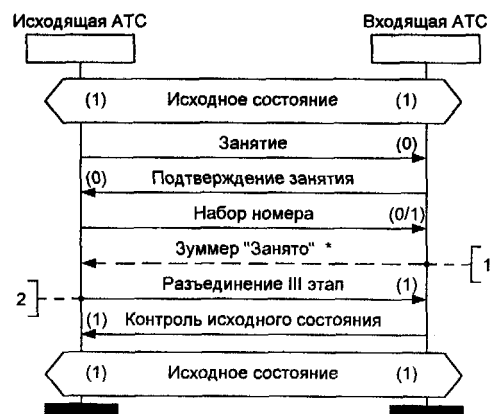 Исходящая АТС Входящая АТС
(1) Исходное состояние (1)
Занятие (0)
(0) Подтверждение занятия
Набор номера (0/1)
Зуммер "Занято" *
1
Разъединение III этап (1)
2
(1) Контроль исходного состояния
(1) Исходное состояние (1)